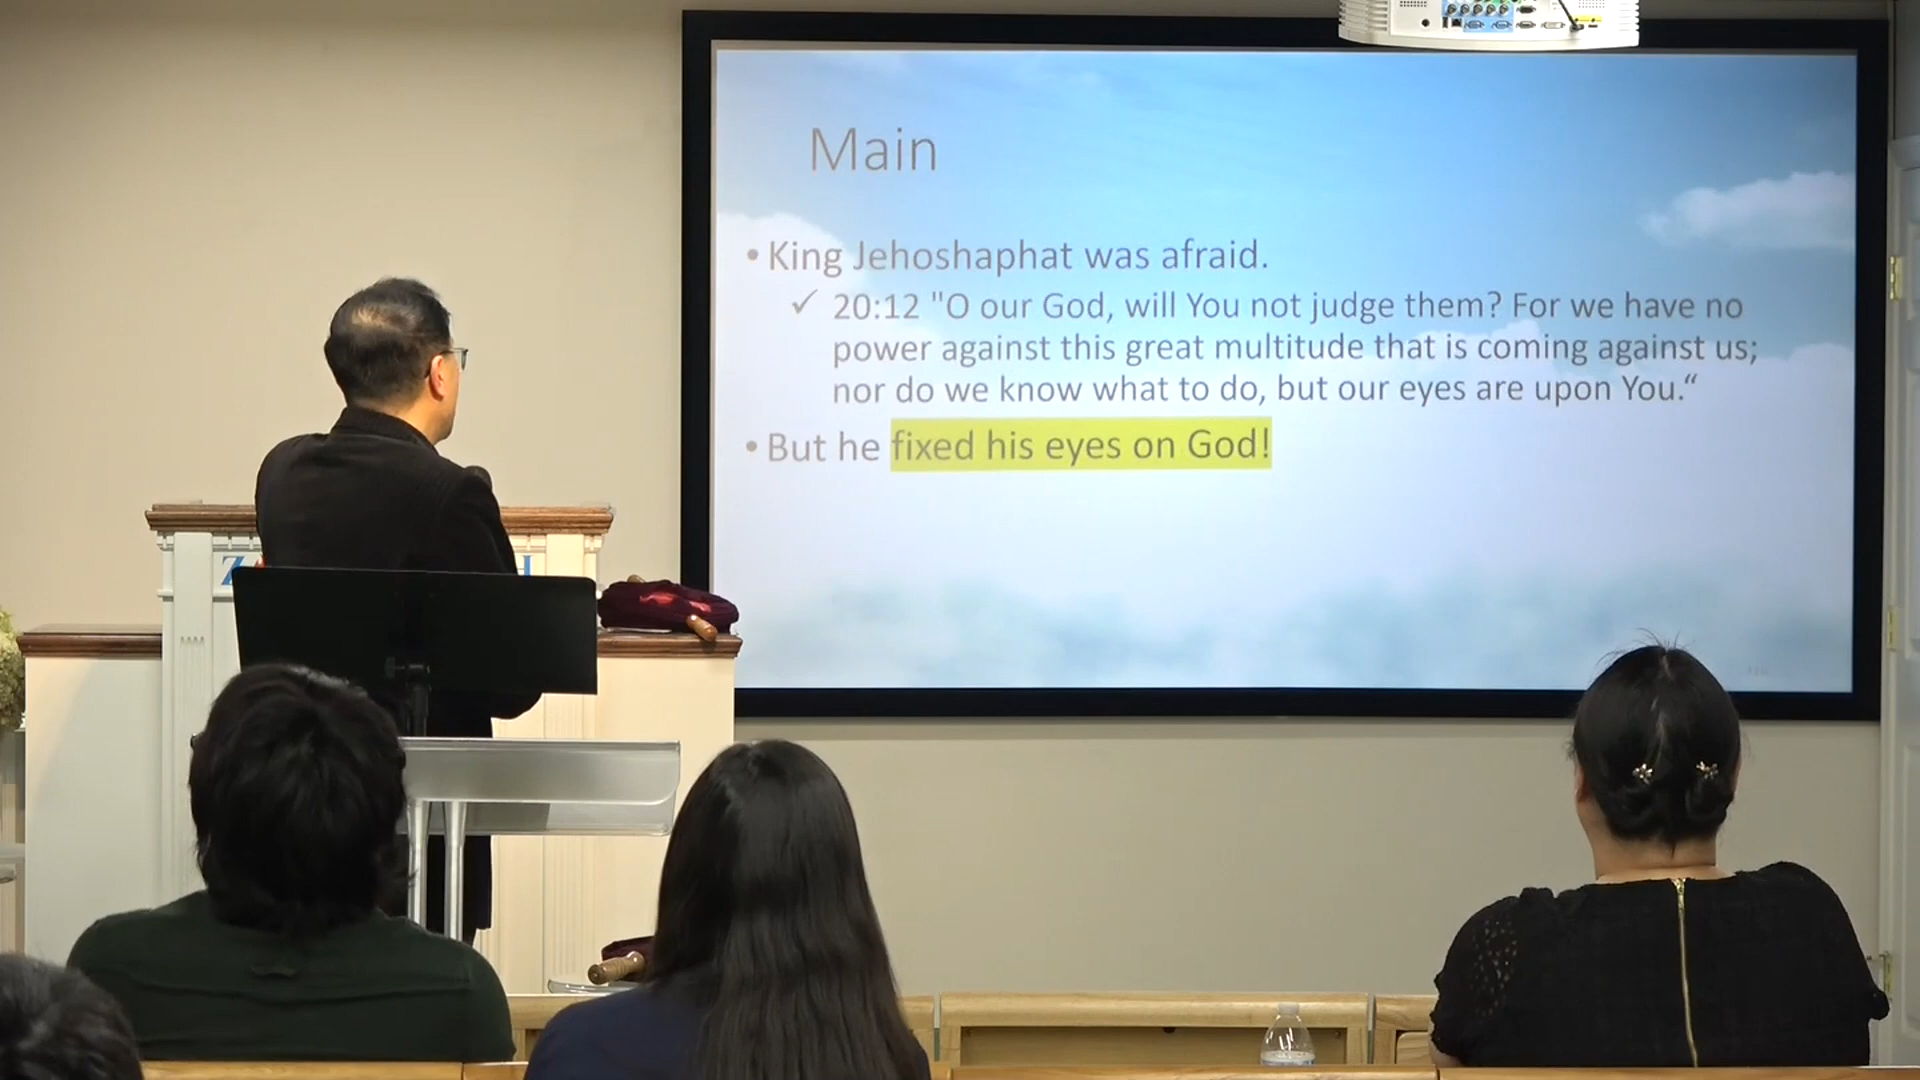 Main
• King Jehoshaphat was afraid.
✓ 20:12 "O our God, will You not judge them? For we have no
power against this great multitude that is coming against us;
nor do we know what to do, but our eyes are upon You.“
• But he fixed his eyes on God!